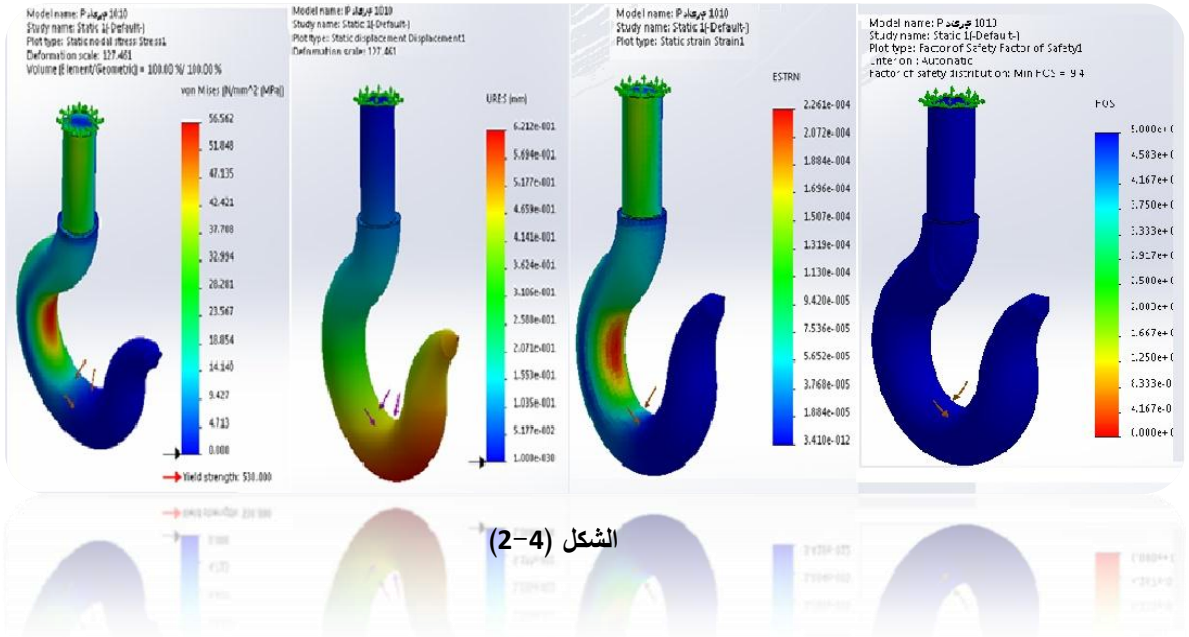 Model name: 1010
Study name: Static 1(-Default-)
Plot type: Static nodal stress Stress1
Deformation scale: 127.461
Volume (Element/Geometric) = 100.00 %/ 100.00 %
von Mises (N/mm^2 (MPa))
56.562
51.848
47.135
42.421
37.708
32.994
28.281
23.567
18.854
14.140
9.427
4.713
0.000
Yield strength: 530.000
Model name: 1010
Study name: Static 1(-Default-)
Plot type: Static displacement Displacement1
Deformation scale: 127.461
URES (mm)
6.212e-001
5.694e-001
5.177e-001
4.659e-001
4.141e-001
3.624e-001
3.106e-001
2.588e-001
2.071e-001
1.553e-001
1.035e-001
5.177e-002
1.000e-030
Model name: 1010
Study name: Static 1(-Default-)
Plot type: Static strain Strain1
ESTRN
2.261e-004
2.072e-004
1.884e-004
1.696e-004
1.507e-004
1.319e-004
1.130e-004
9.420e-005
7.536e-005
5.652e-005
3.768e-005
1.884e-005
3.410e-012
Model name: 1010
Study name: Static 1(-Default-)
Plot type: Factor of Safety Factor of Safety1
Criterion : Automatic
Factor of safety distribution: Min FOS = 9.4
FOS
الشكل (4-2)